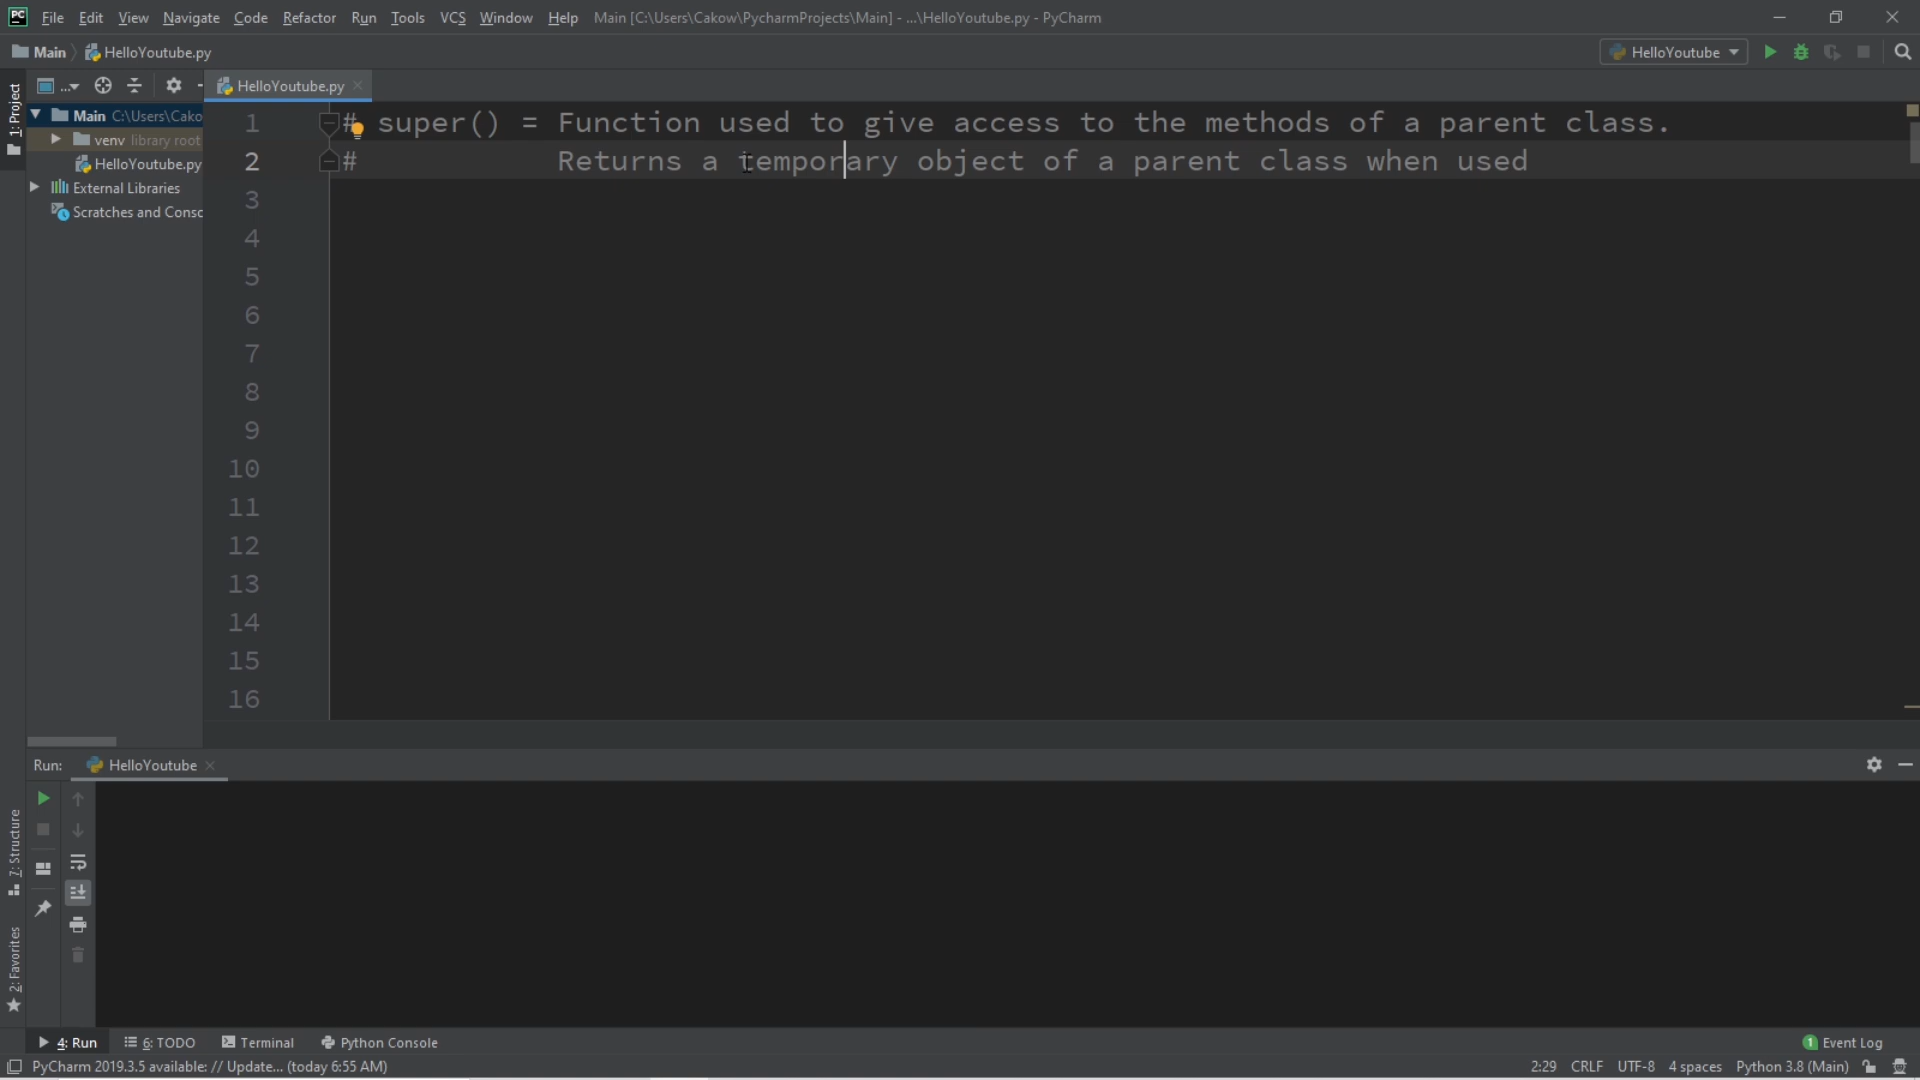 PC File Edit View Navigate Code Refactor Run Tools VCS Window Help Main [C:\Users\Cakow\PycharmProjects\Main] - ...\HelloYoutube.py - PyCharm
Main HelloYoutube.py HelloYoutube
1: Project
... HelloYoutube.py
Main C:\Users\Cako
venv library root
HelloYoutube.py
External Libraries
Scratches and Consc
1 # super() = Function used to give access to the methods of a parent class.
2 # Returns a temporary object of a parent class when used
3
4
5
6
7
8
9
10
11
12
13
14
15
16
Run: HelloYoutube
7: Structure
2: Favorites
4: Run 6: TODO Terminal Python Console 1 Event Log
PyCharm 2019.3.5 available: // Update... (today 6:55 AM) 2:29 CRLF UTF-8 4 spaces Python 3.8 (Main)